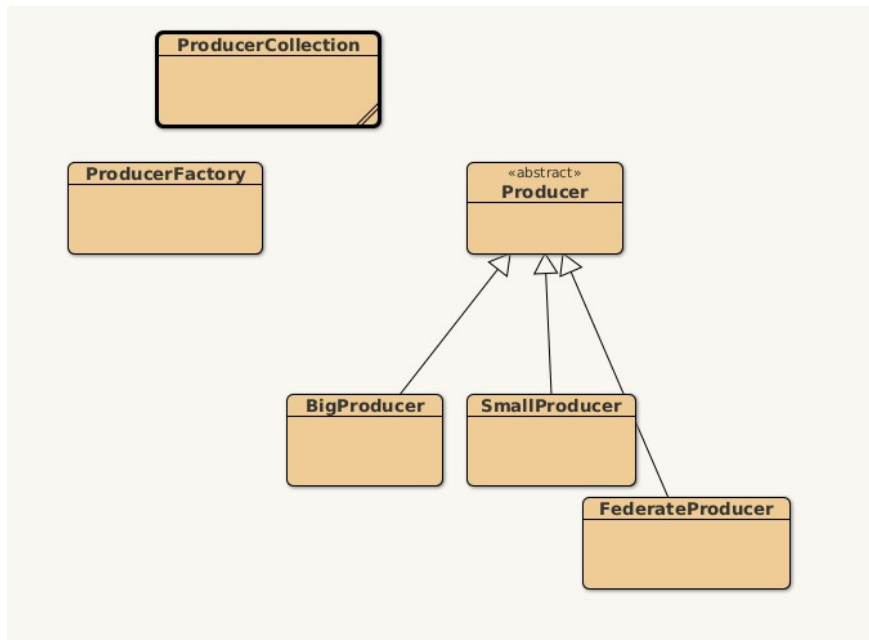 ProducerCollection
ProducerFactory
«abstract»
Producer
BigProducer
SmallProducer
FederateProducer